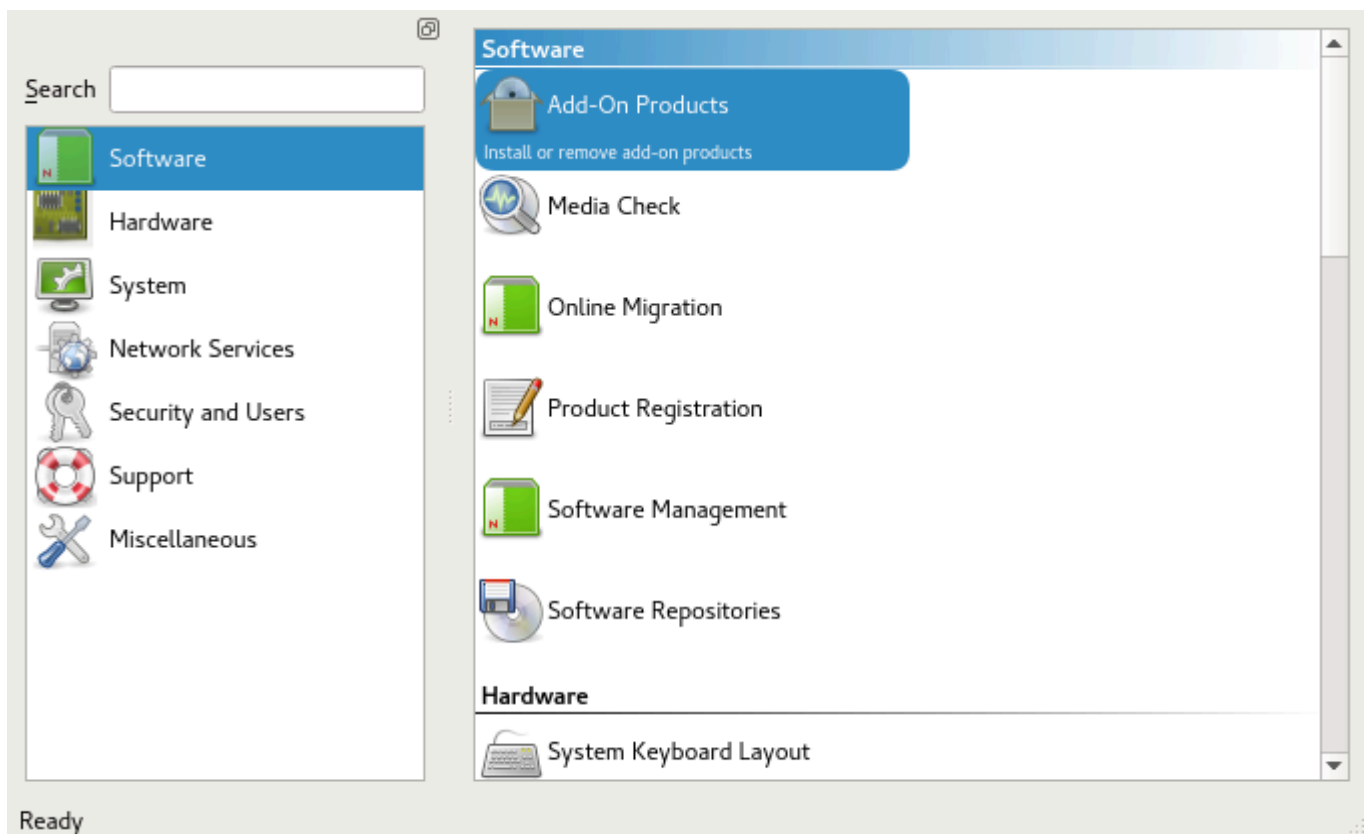 Search
Software
Hardware
System
Network Services
Security and Users
Support
Miscellaneous
Software
Add-On Products
Install or remove add-on products
Media Check
Online Migration
Product Registration
Software Management
Software Repositories
Hardware
System Keyboard Layout
Ready